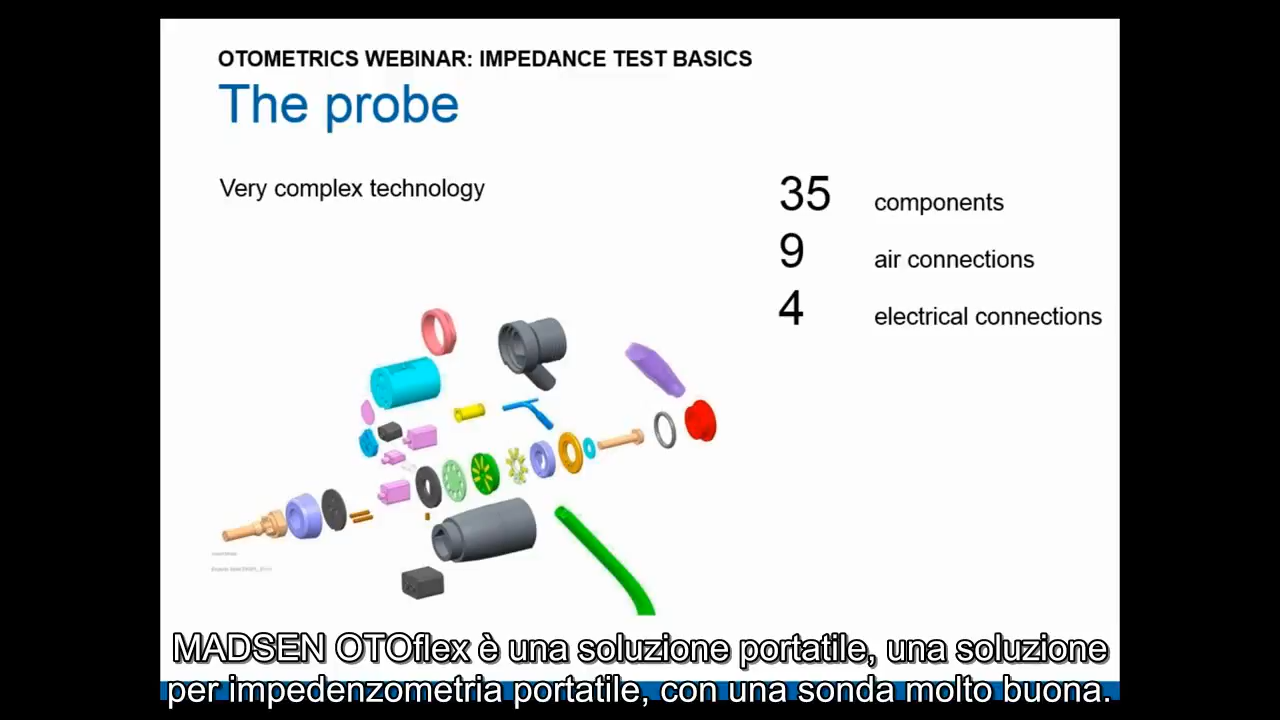 OTOMETRICS WEBINAR: IMPEDANCE TEST BASICS
The probe
Very complex technology
35 components
9 air connections
4 electrical connections
MADSEN OTOflex è una soluzione portatile, una soluzione
per impedenzometria portatile, con una sonda molto buona.